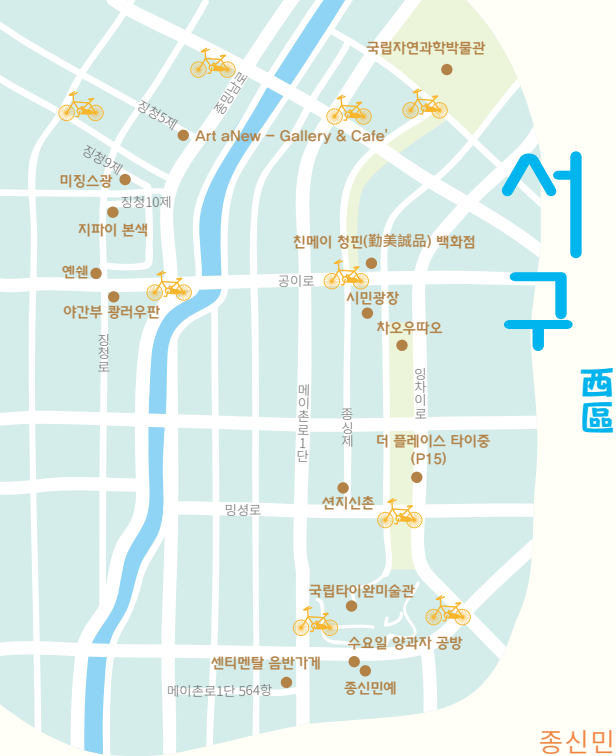 국립자연과학박물관
중밍남로
징청5제
Art aNew – Gallery & Cafe'
징청9제
미징스광
징청10제
지파이 본색
서구
西區
친메이 청핀(勤美誠品) 백화점
옌쉔
공이로
시민광장
야간부 쾅러우판
차오우따오
징청로
메이촌로1단
종싱제
잉차이로
더 플레이스 타이중
(P15)
션지신촌
밍셩로
국립타이완미술관
수요일 양과자 공방
센티멘탈 음반가게
메이촌로1단 564항
종신민예
종신민